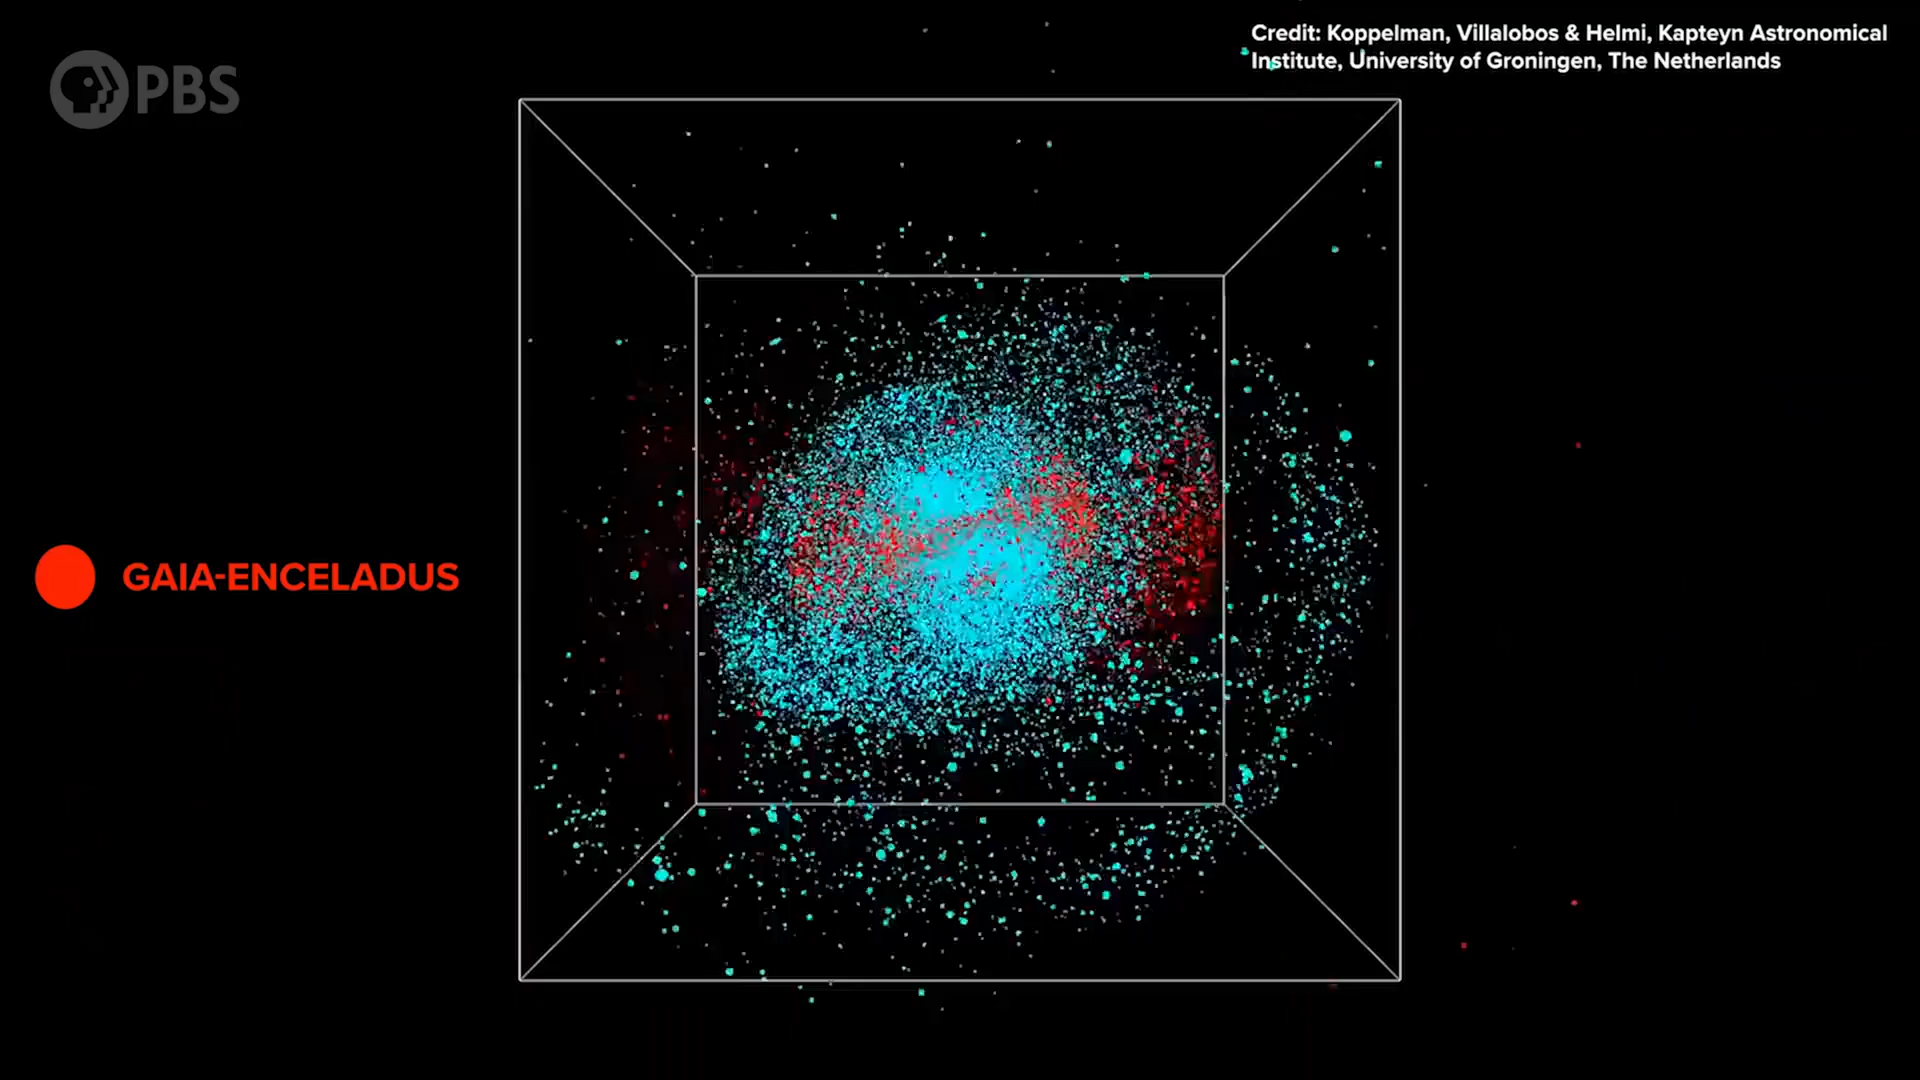 PBS
Credit: Koppelman, Villalobos & Helmi, Kapteyn Astronomical
Institute, University of Groningen, The Netherlands
GAIA-ENCELADUS